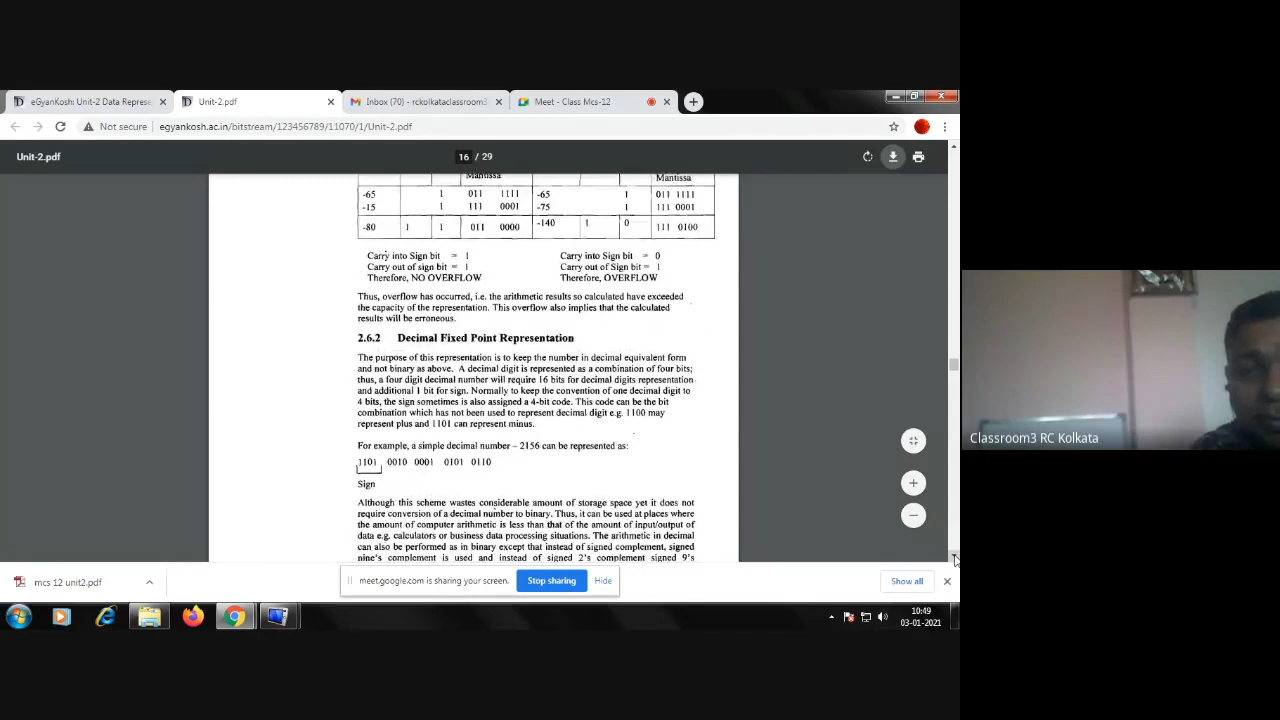 eGyanKosh: Unit-2 Data Represe
Unit-2.pdf
Inbox (70) - rckolkataclassroom3
Meet - Class Mcs-12
Not secure
egyankosh.ac.in/bitstream/123456789/11070/1/Unit-2.pdf
Unit-2.pdf
16 / 29
Mantissa Mantissa
-65 1 011 1111 -65 1 011 1111
-15 1 111 0001 -75 1 111 0001
-80 1 1 011 0000 -140 1 0 111 0100
Carry into Sign bit = 1 Carry into Sign bit = 0
Carry out of sign bit = 1 Carry out of Sign bit = 1
Therefore, NO OVERFLOW Therefore, OVERFLOW
Thus, overflow has occurred, i.e. the arithmetic results so calculated have exceeded
the capacity of the representation. This overflow also implies that the calculated
results will be erroneous.
2.6.2 Decimal Fixed Point Representation
The purpose of this representation is to keep the number in decimal equivalent form
and not binary as above. A decimal digit is represented as a combination of four bits;
thus, a four digit decimal number will require 16 bits for decimal digits representation
and additional 1 bit for sign. Normally to keep the convention of one decimal digit to
4 bits, the sign sometimes is also assigned a 4-bit code. This code can be the bit
combination which has not been used to represent decimal digit e.g. 1100 may
represent plus and 1101 can represent minus.
For example, a simple decimal number – 2156 can be represented as:
1101 0010 0001 0101 0110
Sign
Although this scheme wastes considerable amount of storage space yet it does not
require conversion of a decimal number to binary. Thus, it can be used at places where
the amount of computer arithmetic is less than that of the amount of input/output of
data e.g. calculators or business data processing situations. The arithmetic in decimal
can also be performed as in binary except that instead of signed complement, signed
nine's complement is used and instead of signed 2's complement signed 9's
Classroom3 RC Kolkata
mcs 12 unit2.pdf
meet.google.com is sharing your screen.
Stop sharing
Hide
Show all
10:49
03-01-2021